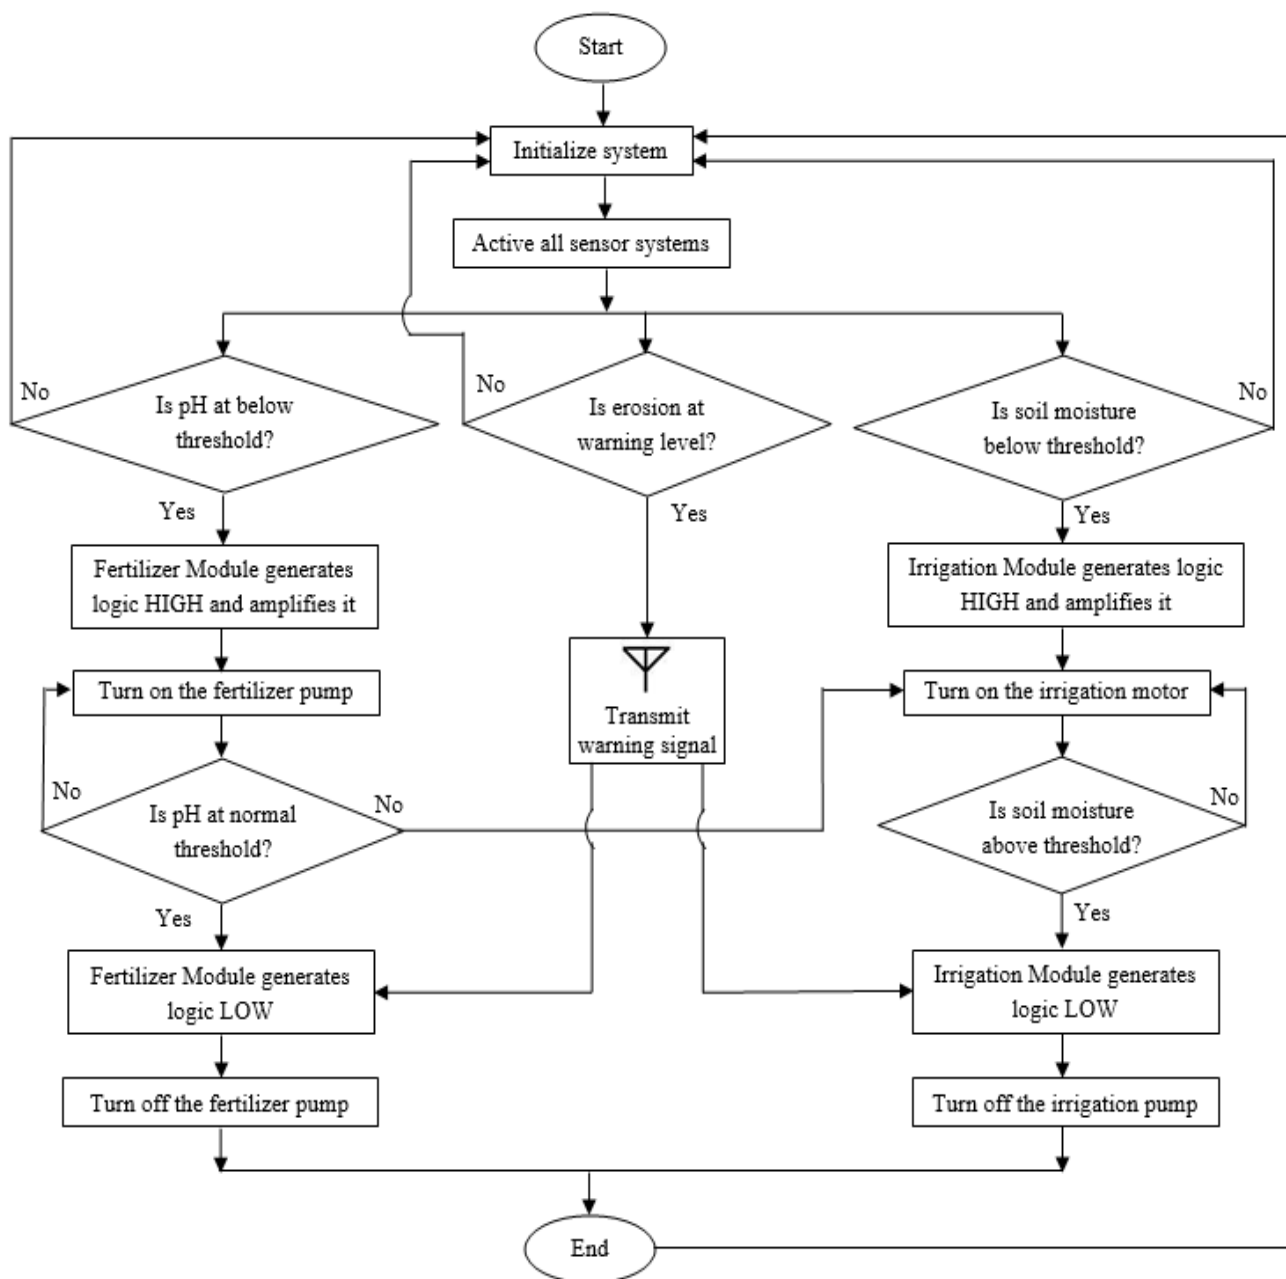 Start
Initialize system
Active all sensor systems
No
Is pH at below
threshold?
No
Is erosion at
warning level?
No
Is soil moisture
below threshold?
Yes
Yes
Yes
Fertilizer Module generates
logic HIGH and amplifies it
Irrigation Module generates logic
HIGH and amplifies it
Turn on the fertilizer pump
Transmit
warning signal
Turn on the irrigation motor
No
Is pH at normal
threshold?
No
Is soil moisture
above threshold?
No
Yes
Yes
Fertilizer Module generates
logic LOW
Irrigation Module generates
logic LOW
Turn off the fertilizer pump
Turn off the irrigation pump
End